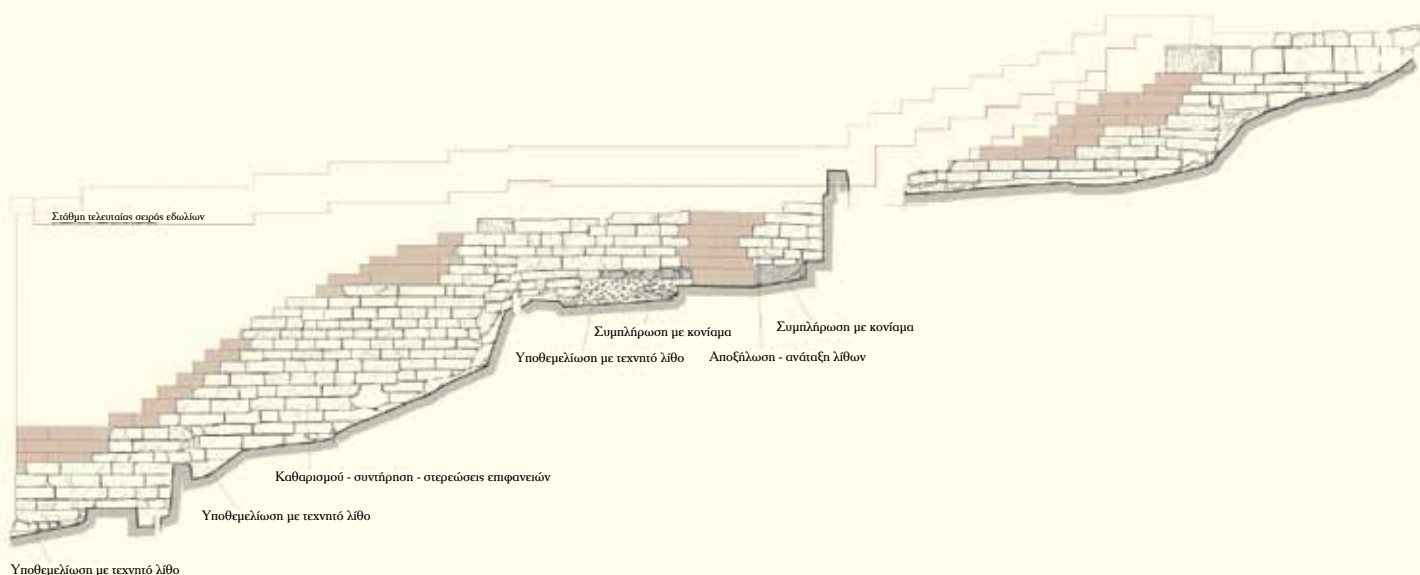 Στάθμη τελευταίας σειράς εδωλίων
Συμπλήρωση με κονίαμα
Συμπλήρωση με κονίαμα
Υποθεμελίωση με τεχνητό λίθο
Αποξήλωση - ανάταξη λίθων
Καθαρισμού - συντήρηση - στερεώσεις επιφανειών
Υποθεμελίωση με τεχνητό λίθο
Υποθεμελίωση με τεχνητό λίθο